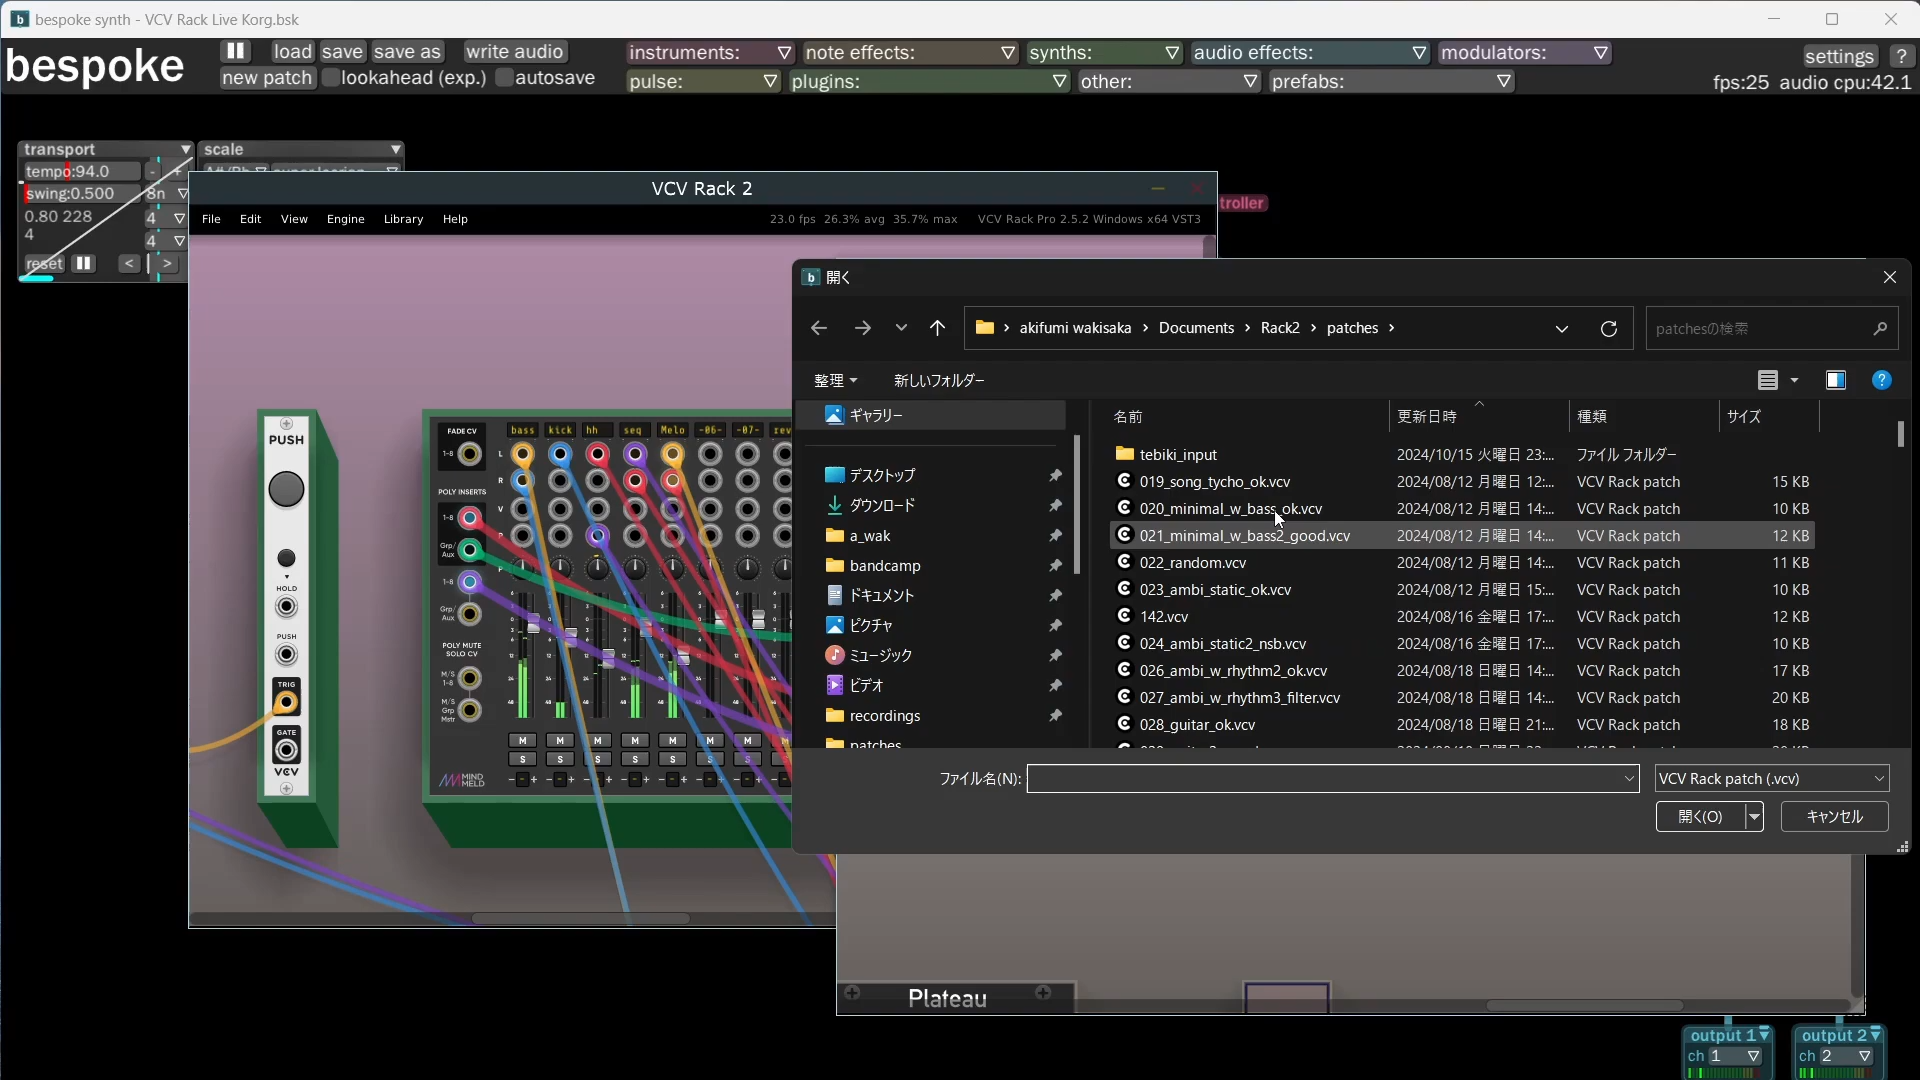 bespoke synth - VCV Rack Live Korg.bsk
bespoke
load save save as write audio
new patch lookahead (exp.) autosave
instruments: note effects: synths: audio effects: modulators:
pulse: plugins: other: prefabs:
settings ?
fps:25 audio cpu:42.1
transport
tempo:94.0 - +
swing:0.500 8n
0.80 228 4
4 4
reset < >
scale
VCV Rack 2
troller
File Edit View Engine Library Help
23.0 fps 26.3% avg 35.7% max VCV Rack Pro 2.5.2 Windows x64 VST3
PUSH
HOLD
PUSH
TRIG
GATE
VCV
FADE CV
1-8
POLY INSERTS
1-8
Grp/
Aux
1-8
Grp/
Aux
POLY MUTE
SOLO CV
M/S
1-8
M/S
Grp
Mstr
MIND
MELD
bass kick hh seq Melo -06- -07- rev
L
R
V
P
M M M M M M M
S S S S S S S
開く
akifumi wakisaka > Documents > Rack2 > patches >
patchesの検索
整理 新しいフォルダー
ギャラリー
デスクトップ
ダウンロード
a_wak
bandcamp
ドキュメント
ピクチャ
ミュージック
ビデオ
recordings
patches
名前 更新日時 種類 サイズ
tebiki_input 2024/10/15 火曜日 23:... ファイル フォルダー
019_song_tycho_ok.vcv 2024/08/12 月曜日 12:... VCV Rack patch 15 KB
020_minimal_w_bass_ok.vcv 2024/08/12 月曜日 14:... VCV Rack patch 10 KB
021_minimal_w_bass2_good.vcv 2024/08/12 月曜日 14:... VCV Rack patch 12 KB
022_random.vcv 2024/08/12 月曜日 14:... VCV Rack patch 11 KB
023_ambi_static_ok.vcv 2024/08/12 月曜日 15:... VCV Rack patch 10 KB
142.vcv 2024/08/16 金曜日 17:... VCV Rack patch 12 KB
024_ambi_static2_nsb.vcv 2024/08/16 金曜日 17:... VCV Rack patch 10 KB
026_ambi_w_rhythm2_ok.vcv 2024/08/18 日曜日 14:... VCV Rack patch 17 KB
027_ambi_w_rhythm3_filter.vcv 2024/08/18 日曜日 14:... VCV Rack patch 20 KB
028_guitar_ok.vcv 2024/08/18 日曜日 21:... VCV Rack patch 18 KB
ファイル名(N):
VCV Rack patch (.vcv)
開く(O) キャンセル
Plateau
output 1 output 2
ch 1 ch 2